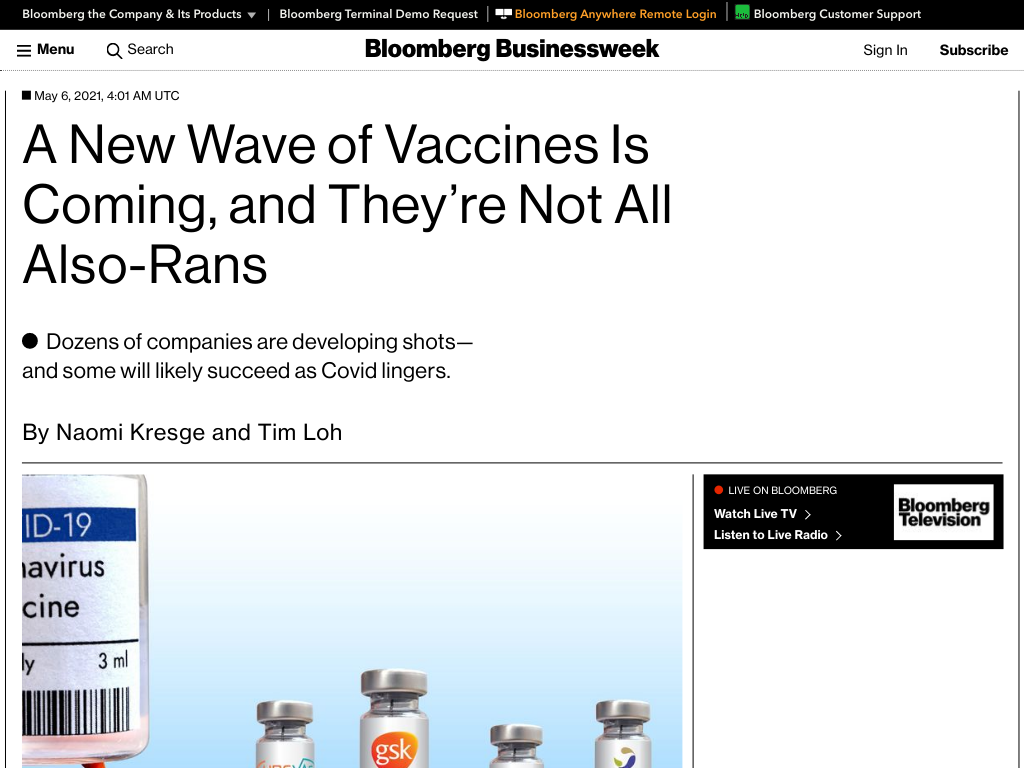 Bloomberg the Company & Its Products
Bloomberg Terminal Demo Request
Bloomberg Anywhere Remote Login
Bloomberg Customer Support
Menu
Search
Bloomberg Businessweek
Sign In
Subscribe
May 6, 2021, 4:01 AM UTC
A New Wave of Vaccines Is
Coming, and They’re Not All
Also-Rans
Dozens of companies are developing shots—
and some will likely succeed as Covid lingers.
By Naomi Kresge and Tim Loh
LIVE ON BLOOMBERG
Watch Live TV
Listen to Live Radio
Bloomberg
Television
ID-19
navirus
cine
ly
3 ml
gsk